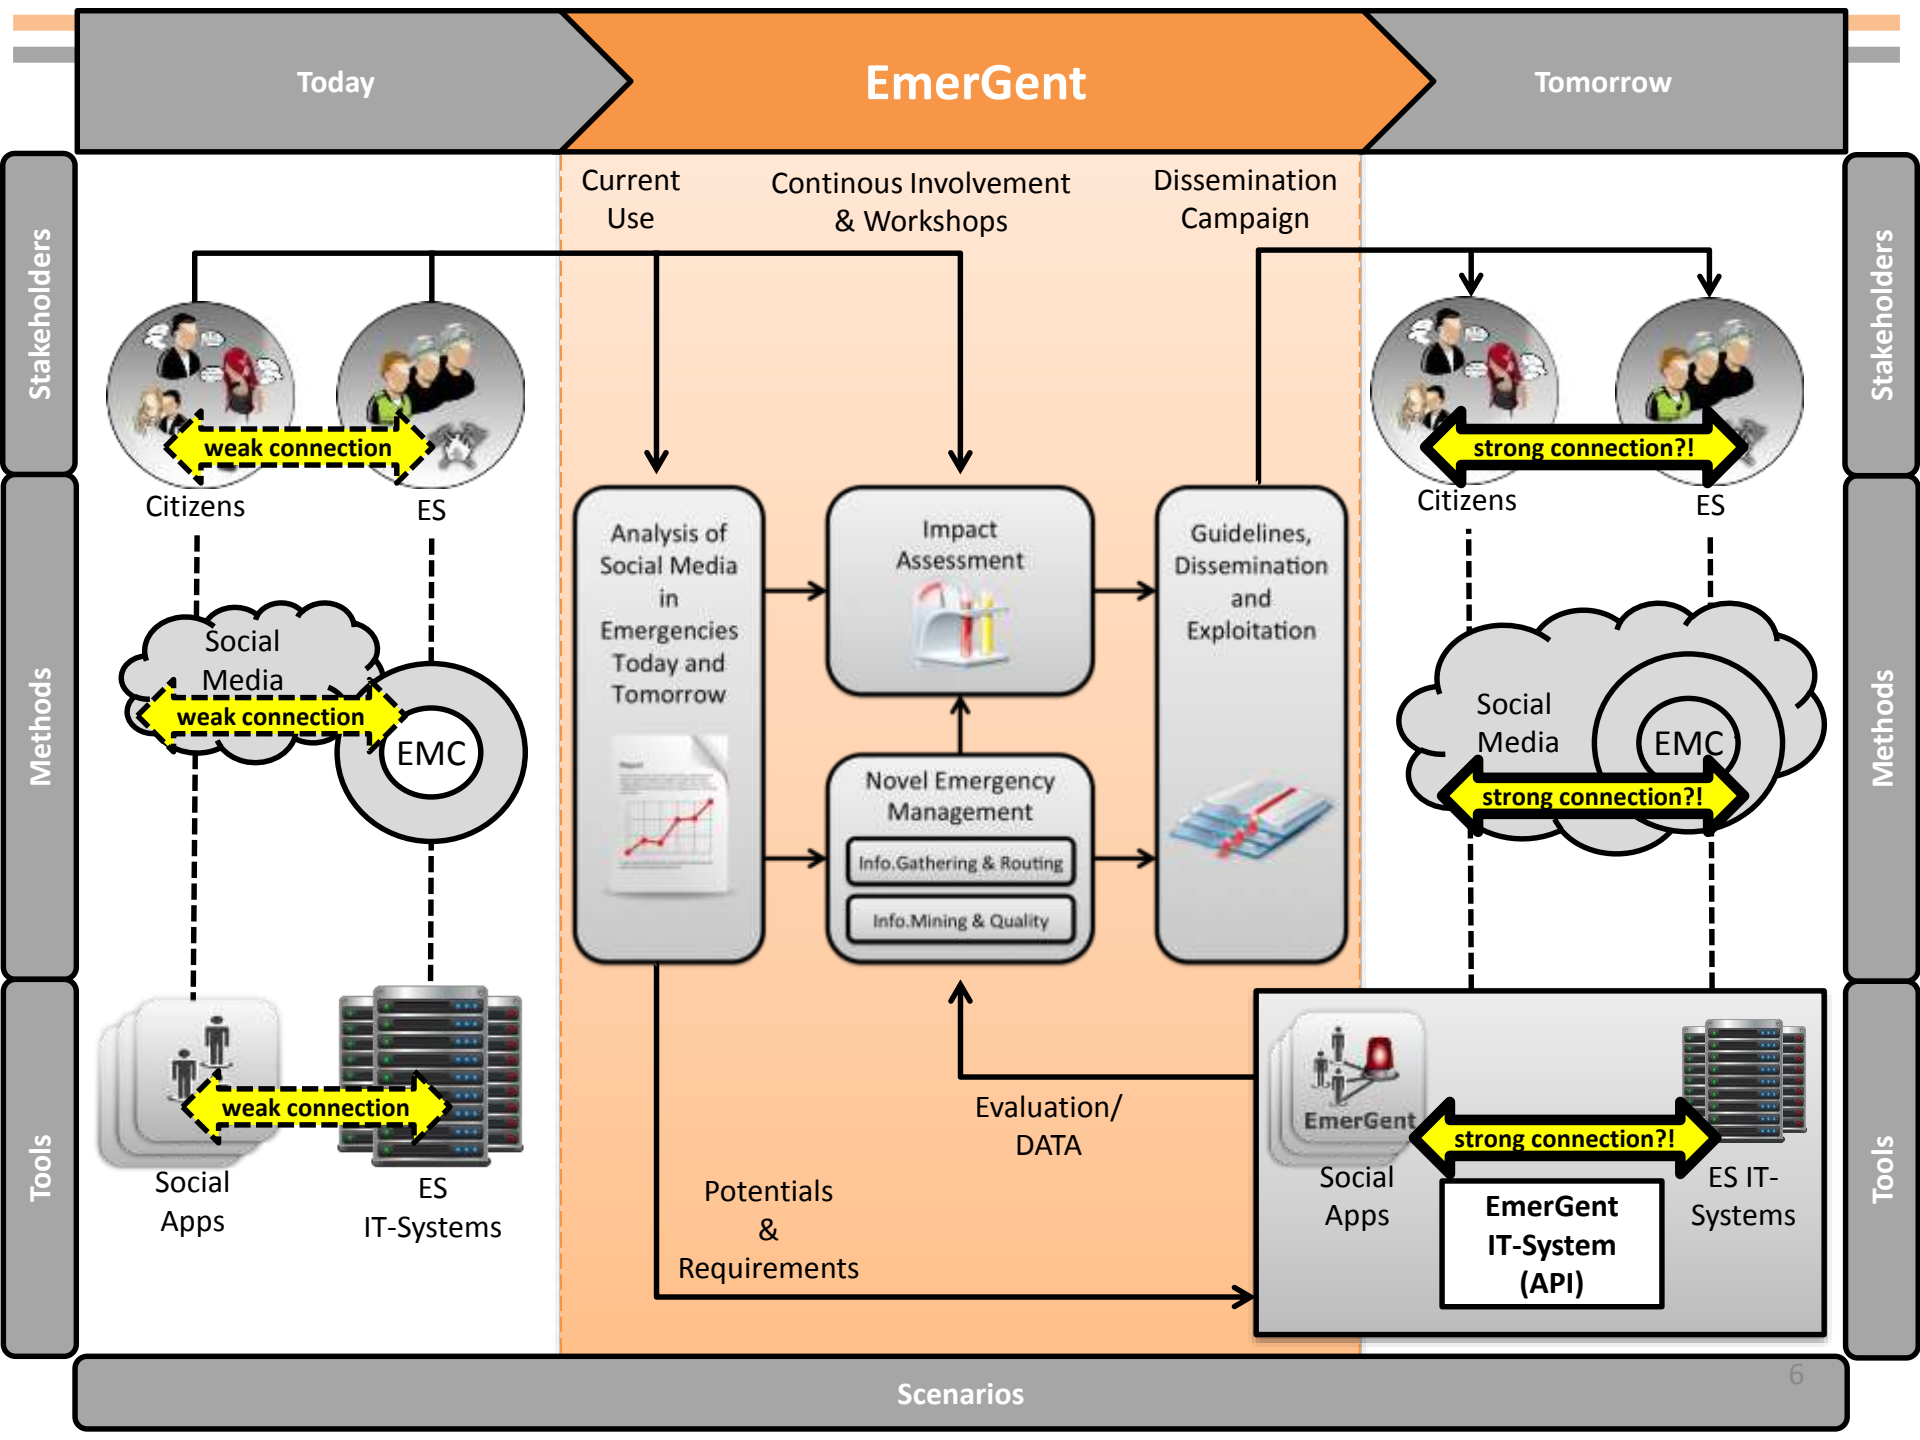 Today
EmerGent
Tomorrow
Stakeholders
Methods
Tools
Current
Use
Continous Involvement
& Workshops
Dissemination
Campaign
weak connection
Citizens
ES
Social
Media
weak connection
EMC
weak connection
Social
Apps
ES
IT-Systems
Analysis of
Social Media
in
Emergencies
Today and
Tomorrow
Report
Impact
Assessment
Novel Emergency
Management
Info.Gathering & Routing
Info.Mining & Quality
Guidelines,
Dissemination
and
Exploitation
Evaluation/
DATA
Potentials
&
Requirements
strong connection?!
Citizens
ES
Social
Media
EMC
strong connection?!
EmerGent
strong connection?!
Social
Apps
ES IT-
Systems
EmerGent
IT-System
(API)
Stakeholders
Methods
Tools
Scenarios
6